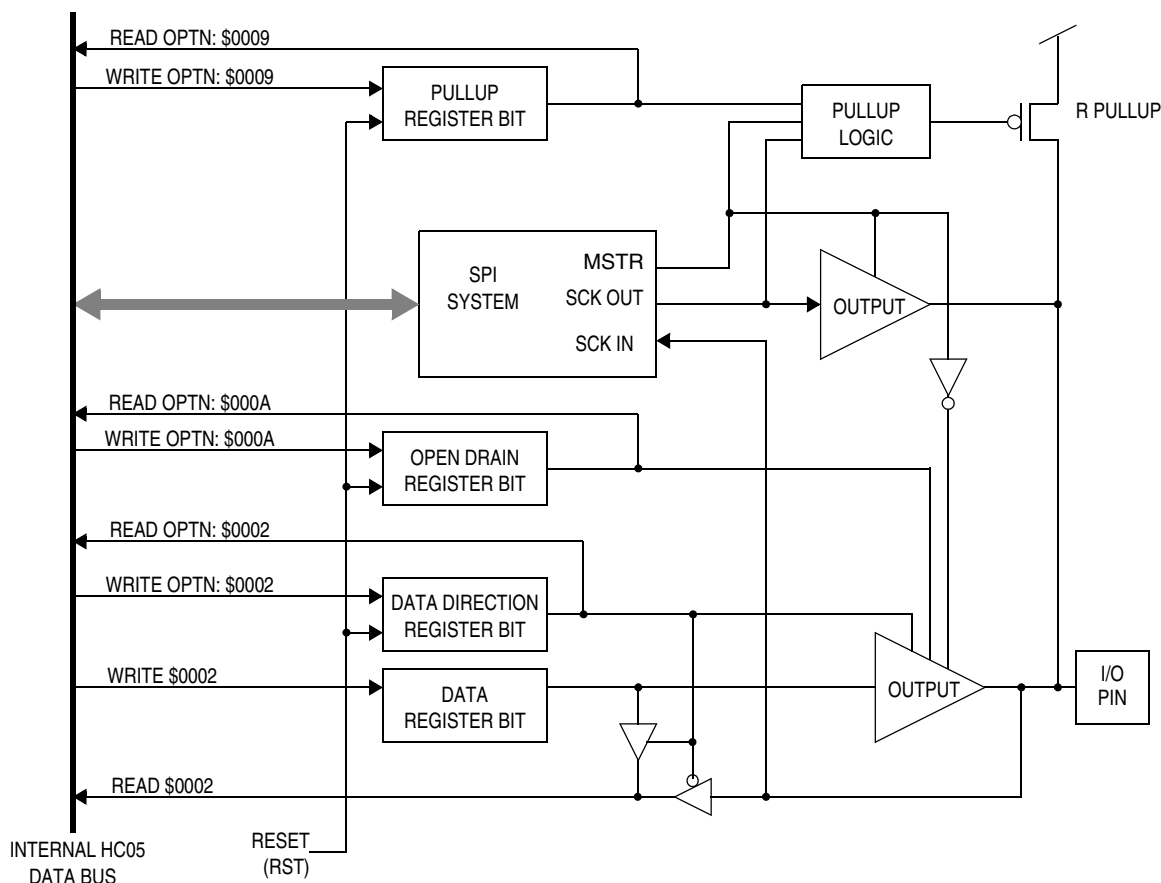 READ OPTN: $0009
WRITE OPTN: $0009
PULLUP
REGISTER BIT
PULLUP
LOGIC
R PULLUP
SPI
SYSTEM
MSTR
SCK OUT
SCK IN
OUTPUT
READ OPTN: $000A
WRITE OPTN: $000A
OPEN DRAIN
REGISTER BIT
READ OPTN: $0002
WRITE OPTN: $0002
DATA DIRECTION
REGISTER BIT
WRITE $0002
DATA
REGISTER BIT
OUTPUT
I/O
PIN
READ $0002
INTERNAL HC05
DATA BUS
RESET
(RST)